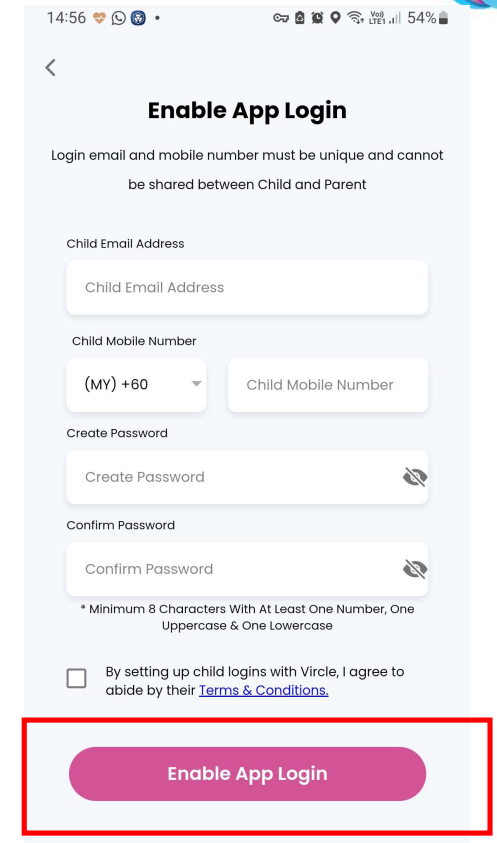 14:56
Vo)) LTE1 54%
Enable App Login
Login email and mobile number must be unique and cannot
be shared between Child and Parent
Child Email Address
Child Email Address
Child Mobile Number
(MY) +60 Child Mobile Number
Create Password
Create Password
Confirm Password
Confirm Password
* Minimum 8 Characters With At Least One Number, One
Uppercase & One Lowercase
By setting up child logins with Vircle, I agree to
abide by their Terms & Conditions.
Enable App Login